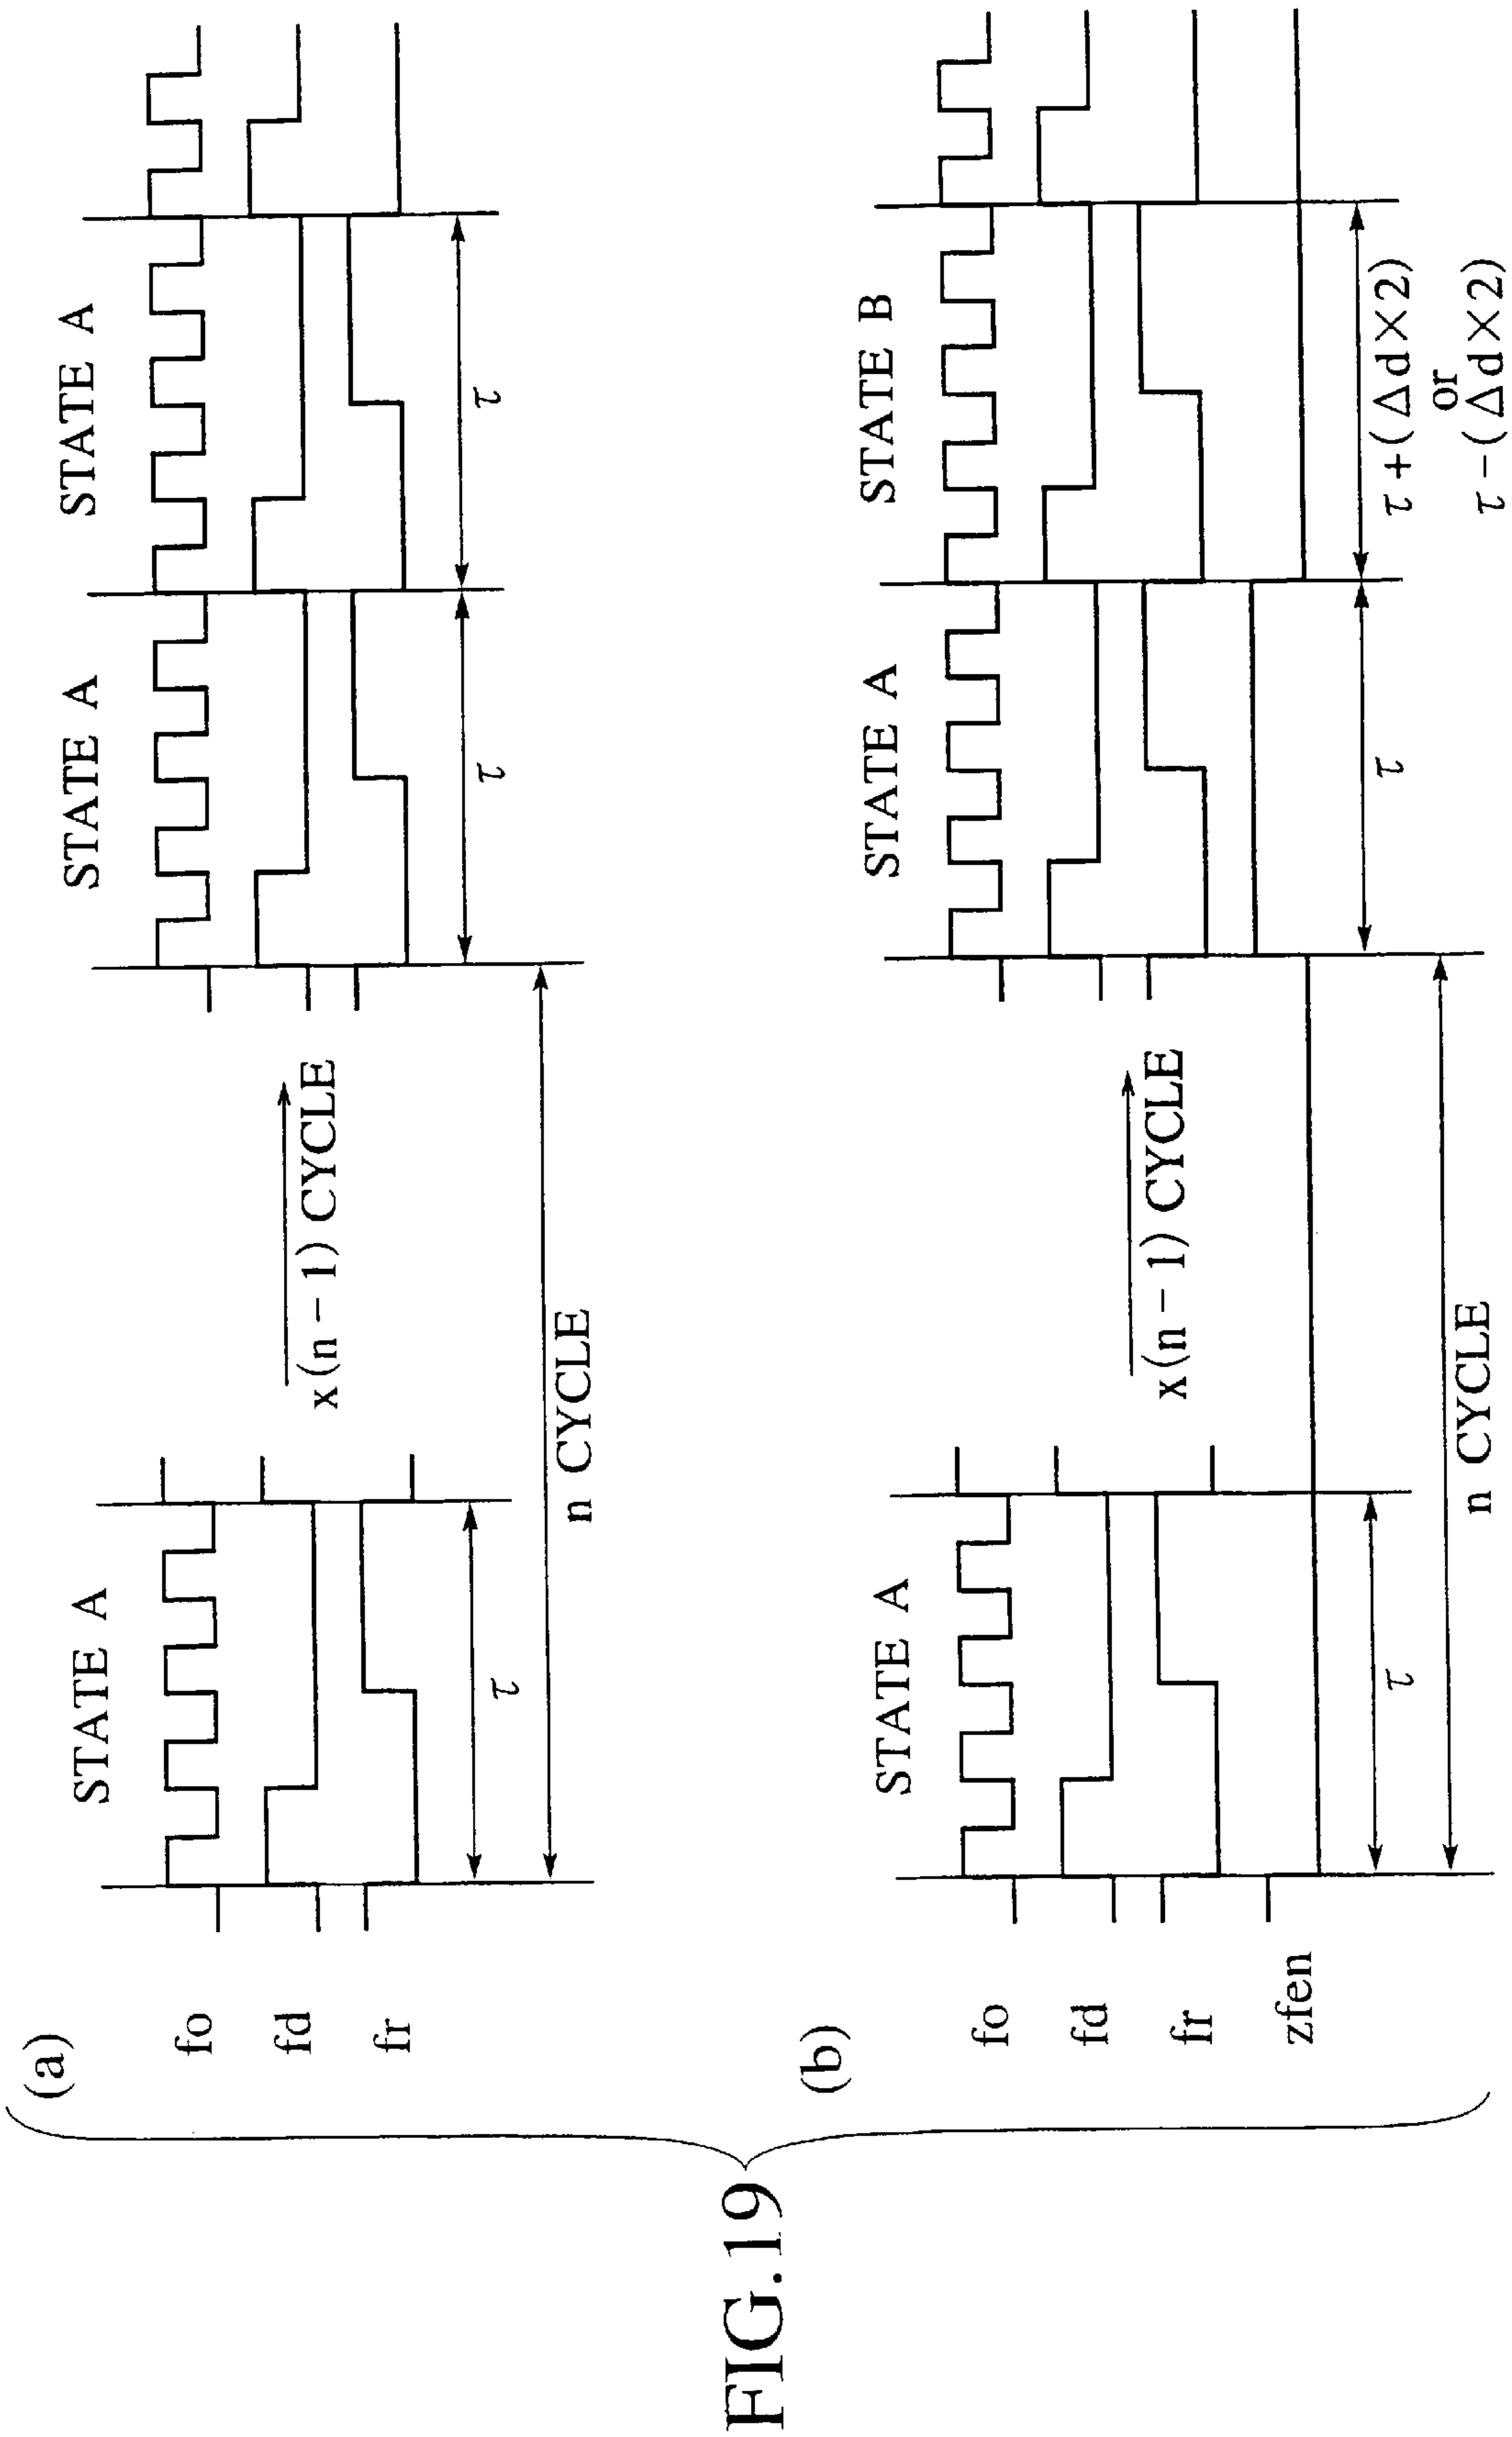 FIG.19
(a)
STATE A
STATE A
STATE A
fo
fd
fr
x(n−1) CYCLE
τ
τ
τ
n CYCLE
(b)
STATE A
STATE A
STATE B
fo
fd
fr
zfen
x(n−1) CYCLE
τ
τ
τ+(Δd×2)
or
τ−(Δd×2)
n CYCLE